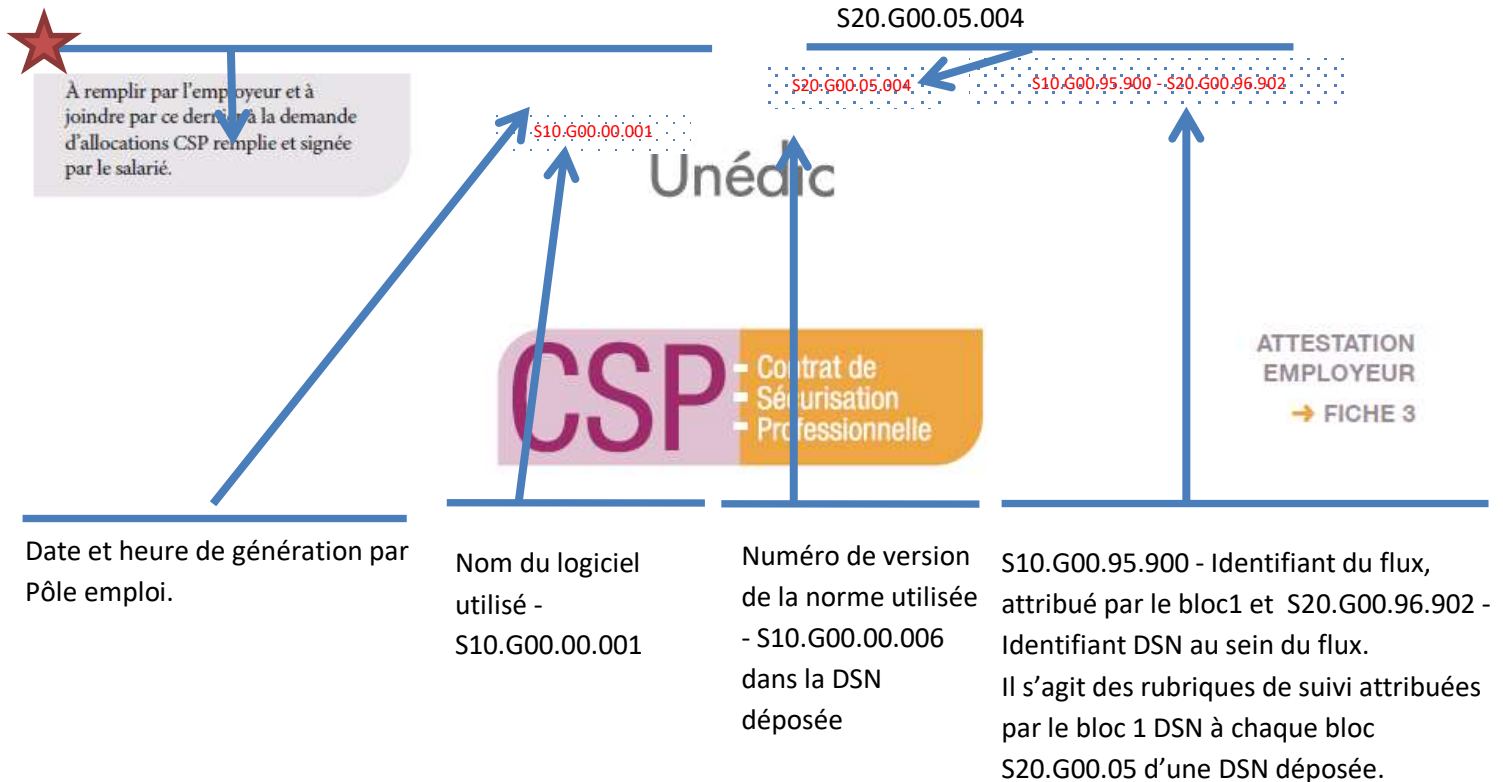 S20.G00.05.004
À remplir par l'employeur et à
joindre par ce dernier à la demande
d'allocations CSP remplie et signée
par le salarié.
S20.G00.05.004
S10.G00.95.900 - S20.G00.96.902
S10.G00.00.001
Unédic
CSP
- Contrat de
- Sécurisation
- Professionnelle
ATTESTATION
EMPLOYEUR
→ FICHE 3
Date et heure de génération par
Pôle emploi.
Nom du logiciel
utilisé -
S10.G00.00.001
Numéro de version
de la norme utilisée
- S10.G00.00.006
dans la DSN
déposée
S10.G00.95.900 - Identifiant du flux,
attribué par le bloc1 et S20.G00.96.902 -
Identifiant DSN au sein du flux.
Il s'agit des rubriques de suivi attribuées
par le bloc 1 DSN à chaque bloc
S20.G00.05 d'une DSN déposée.